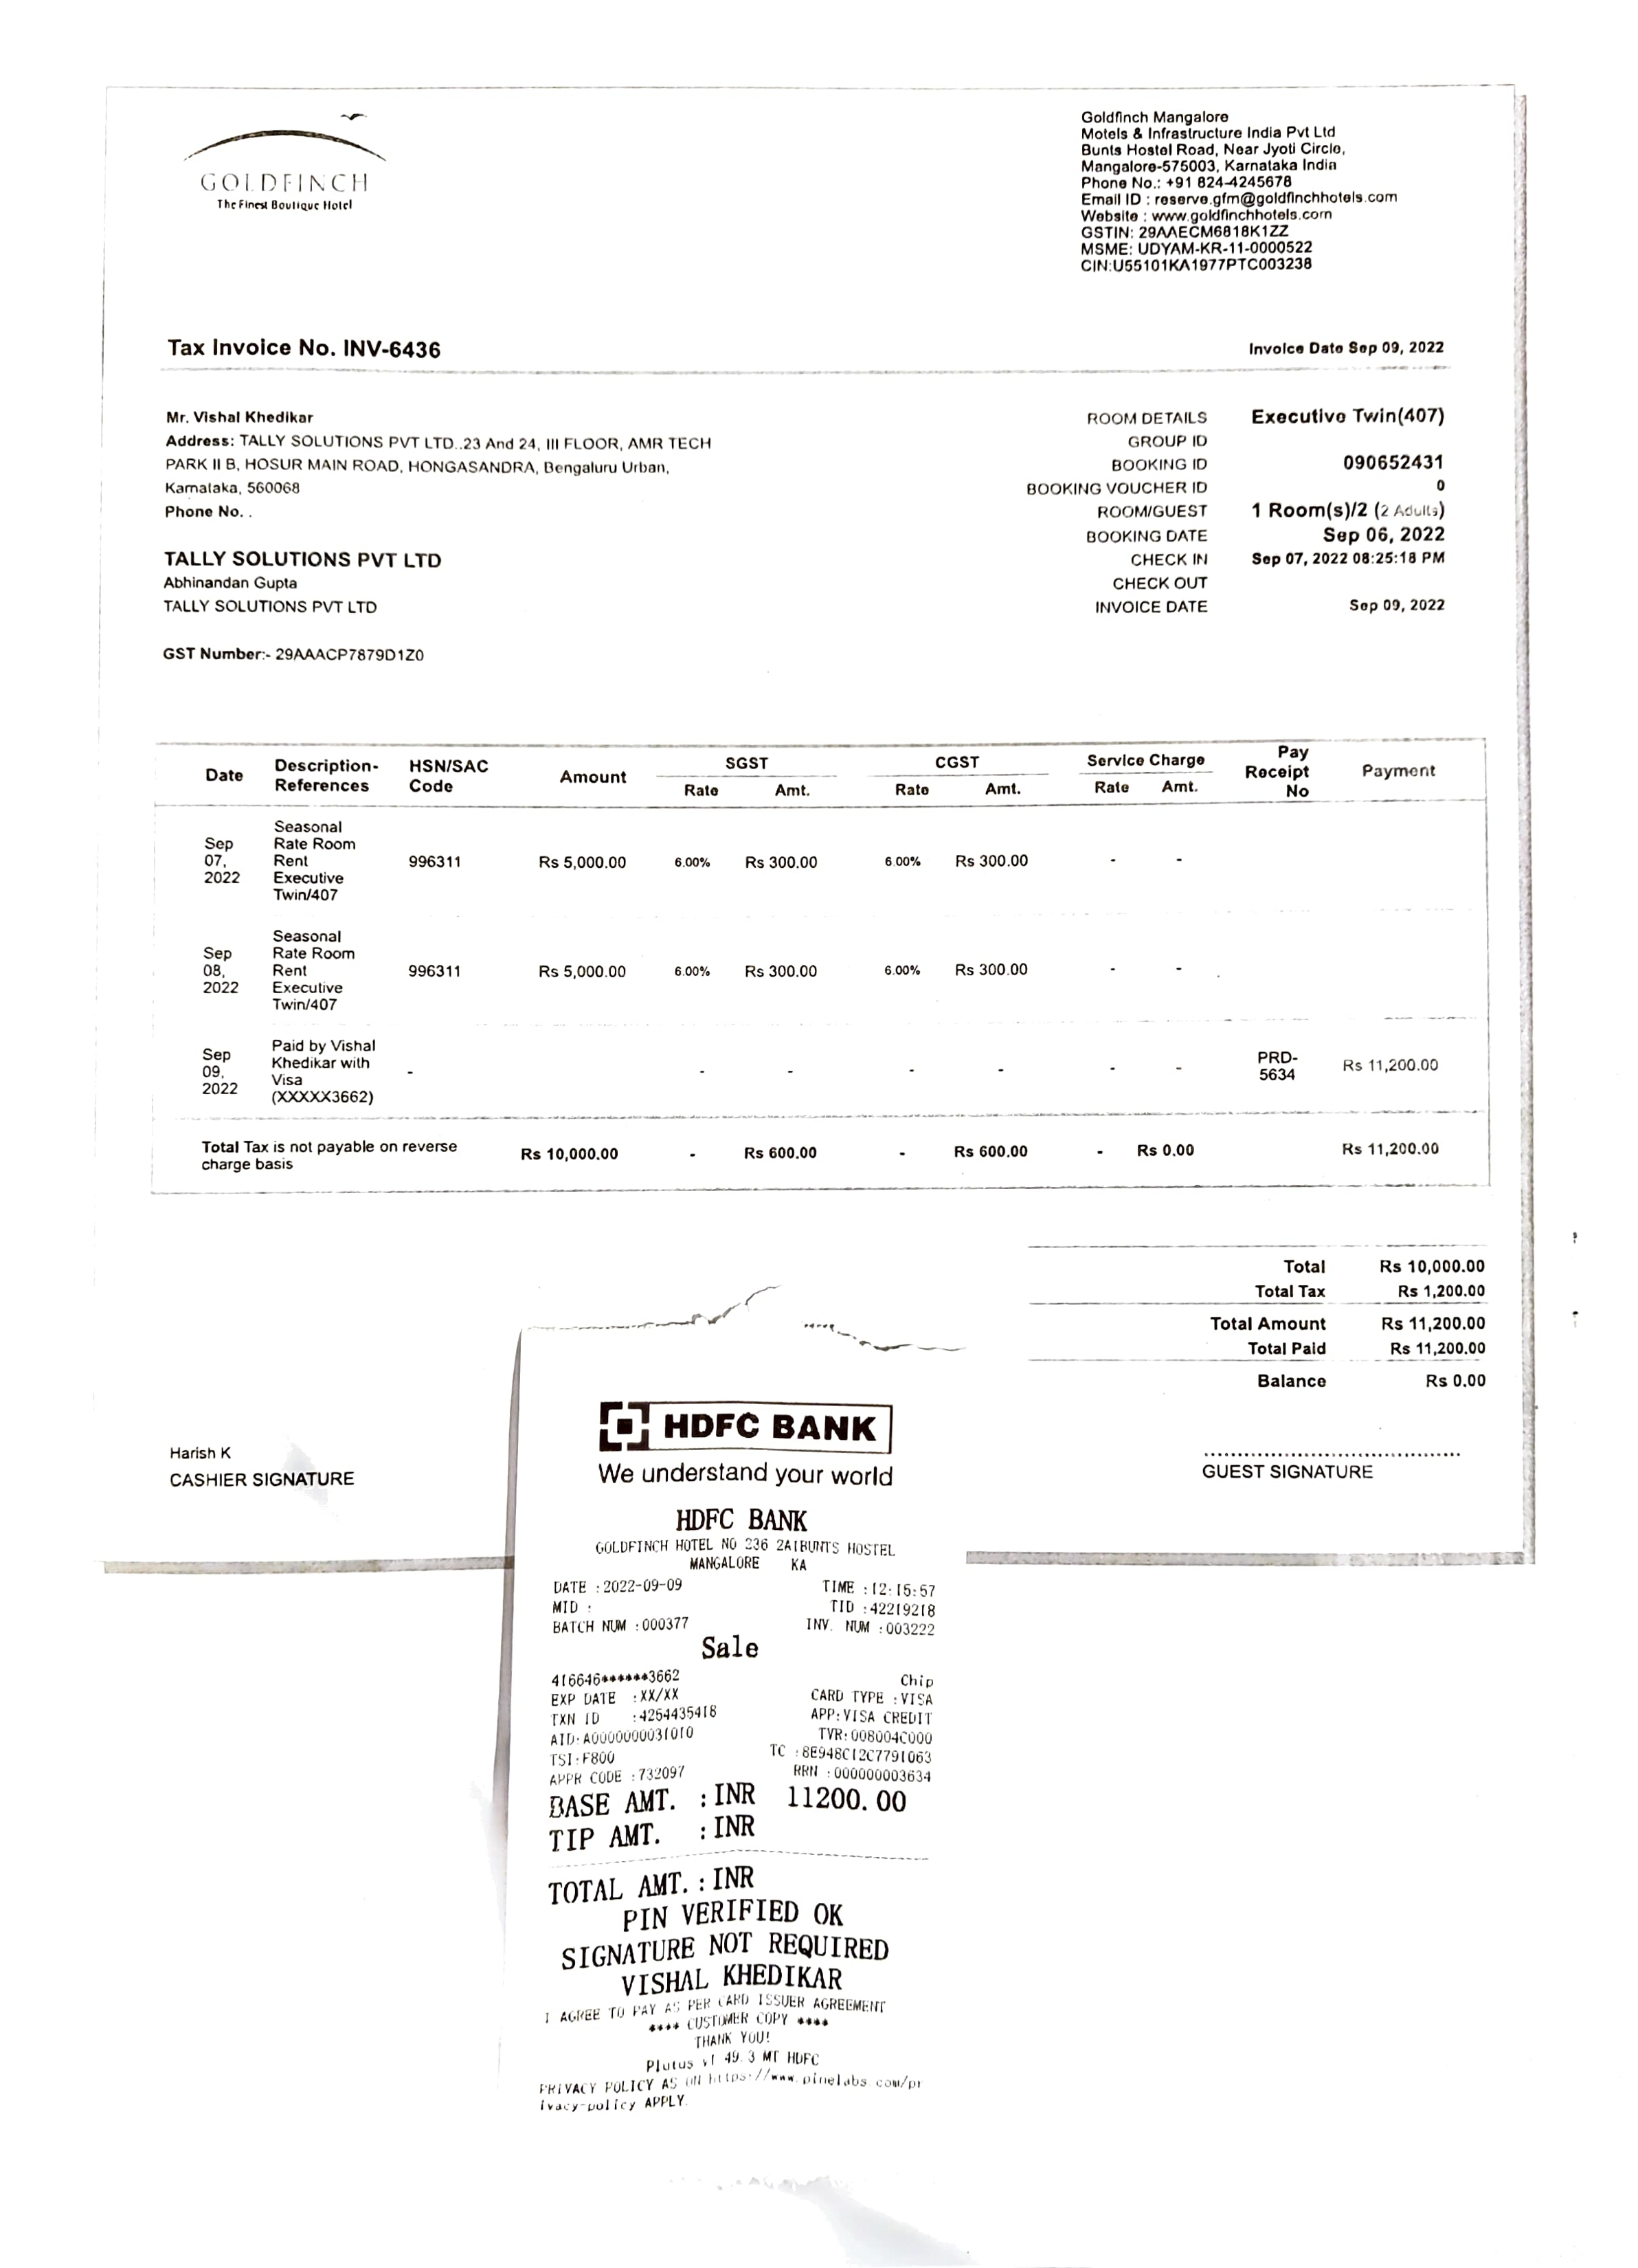 GOLDFINCH
The Finest Boutique Hotel
Goldfinch Mangalore
Motels & Infrastructure India Pvt Ltd
Bunts Hostel Road, Near Jyoti Circle,
Mangalore-575003, Karnataka India
Phone No.: +91 824-4245678
Email ID : reserve.gfm@goldfinchhotels.com
Website : www.goldfinchhotels.com
GSTIN: 29AAECM6818K1ZZ
MSME: UDYAM-KR-11-0000522
CIN:U55101KA1977PTC003238
Tax Invoice No. INV-6436
Invoice Date Sep 09, 2022
Mr. Vishal Khedikar
Address: TALLY SOLUTIONS PVT LTD..23 And 24, III FLOOR, AMR TECH
PARK II B, HOSUR MAIN ROAD, HONGASANDRA, Bengaluru Urban,
Karnataka, 560068
Phone No. .
TALLY SOLUTIONS PVT LTD
Abhinandan Gupta
TALLY SOLUTIONS PVT LTD
GST Number:- 29AAACP7879D1Z0
ROOM DETAILS Executive Twin(407)
GROUP ID
BOOKING ID 090652431
BOOKING VOUCHER ID 0
ROOM/GUEST 1 Room(s)/2 (2 Adults)
BOOKING DATE Sep 06, 2022
CHECK IN Sep 07, 2022 08:25:18 PM
CHECK OUT
INVOICE DATE Sep 09, 2022
Date Description- HSN/SAC Amount SGST CGST Service Charge Pay Payment
References Code Rate Amt. Rate Amt. Rate Amt. Receipt
No
Seasonal
Sep Rate Room
07, Rent 996311 Rs 5,000.00 6.00% Rs 300.00 6.00% Rs 300.00 - -
2022 Executive
Twin/407
Seasonal
Sep Rate Room
08, Rent 996311 Rs 5,000.00 6.00% Rs 300.00 6.00% Rs 300.00 - -
2022 Executive
Twin/407
Sep Paid by Vishal
09, Khedikar with - - - - - - - PRD- Rs 11,200.00
2022 Visa 5634
(XXXXX3662)
Total Tax is not payable on reverse Rs 10,000.00 - Rs 600.00 - Rs 600.00 - Rs 0.00 Rs 11,200.00
charge basis
Total Rs 10,000.00
Total Tax Rs 1,200.00
Total Amount Rs 11,200.00
Total Paid Rs 11,200.00
Balance Rs 0.00
Harish K
CASHIER SIGNATURE
GUEST SIGNATURE
HDFC BANK
We understand your world
HDFC BANK
GOLDFINCH HOTEL NO 236 2A1BUNTS HOSTEL
MANGALORE KA
DATE :2022-09-09 TIME :12:15:57
MID : TID :42219218
BATCH NUM :000377 INV. NUM :003222
Sale
416646******3662 Chip
EXP DATE :XX/XX CARD TYPE :VISA
TXN ID :4254435418 APP:VISA CREDIT
AID:A0000000031010 TVR:008004C000
TSI:F800 TC :8E948C12C7791063
APPR CODE :732097 RRN :000000003634
BASE AMT. :INR 11200.00
TIP AMT. :INR
TOTAL AMT. :INR
PIN VERIFIED OK
SIGNATURE NOT REQUIRED
VISHAL KHEDIKAR
I AGREE TO PAY AS PER CARD ISSUER AGREEMENT
**** CUSTOMER COPY ****
THANK YOU!
Plutus v1 49.3 MT HDFC
PRIVACY POLICY AS ON https://www.pinelabs.com/pr
ivacy-policy APPLY.